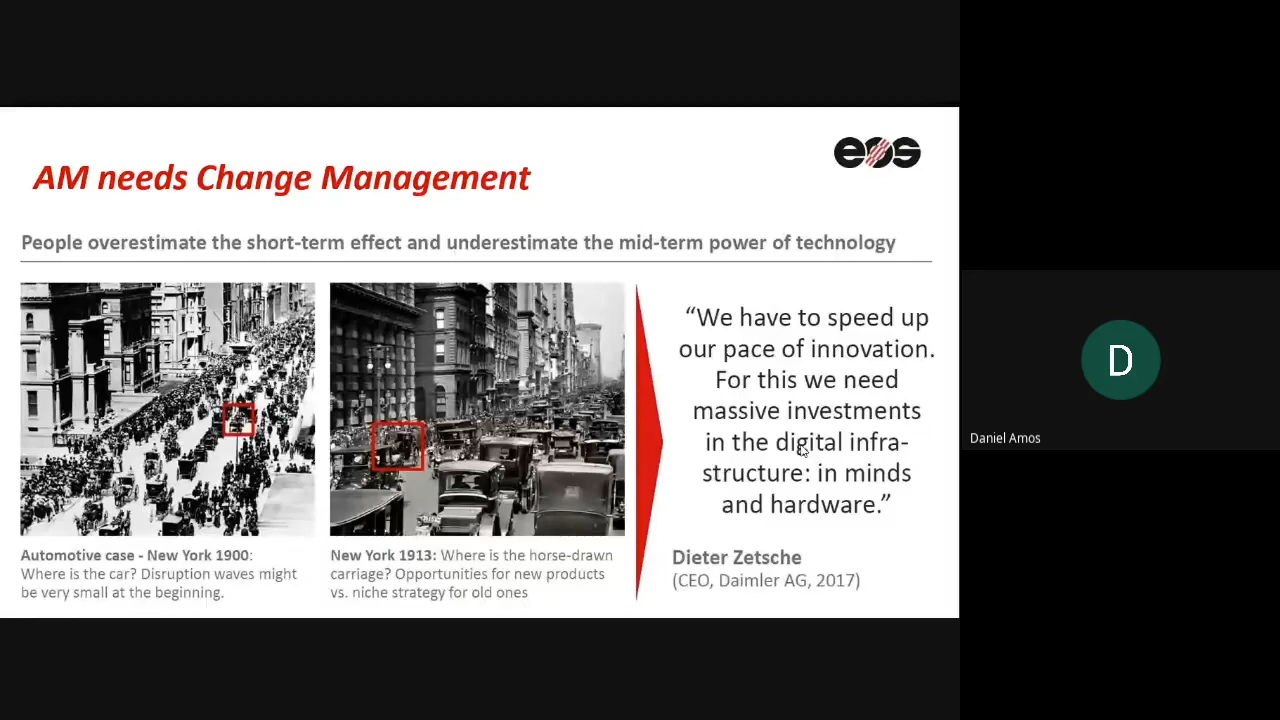 eos
AM needs Change Management
People overestimate the short-term effect and underestimate the mid-term power of technology
“We have to speed up
our pace of innovation.
For this we need
massive investments
in the digital infra-
structure: in minds
and hardware.”
Dieter Zetsche
(CEO, Daimler AG, 2017)
Automotive case - New York 1900:
Where is the car? Disruption waves might
be very small at the beginning.
New York 1913: Where is the horse-drawn
carriage? Opportunities for new products
vs. niche strategy for old ones
D
Daniel Amos